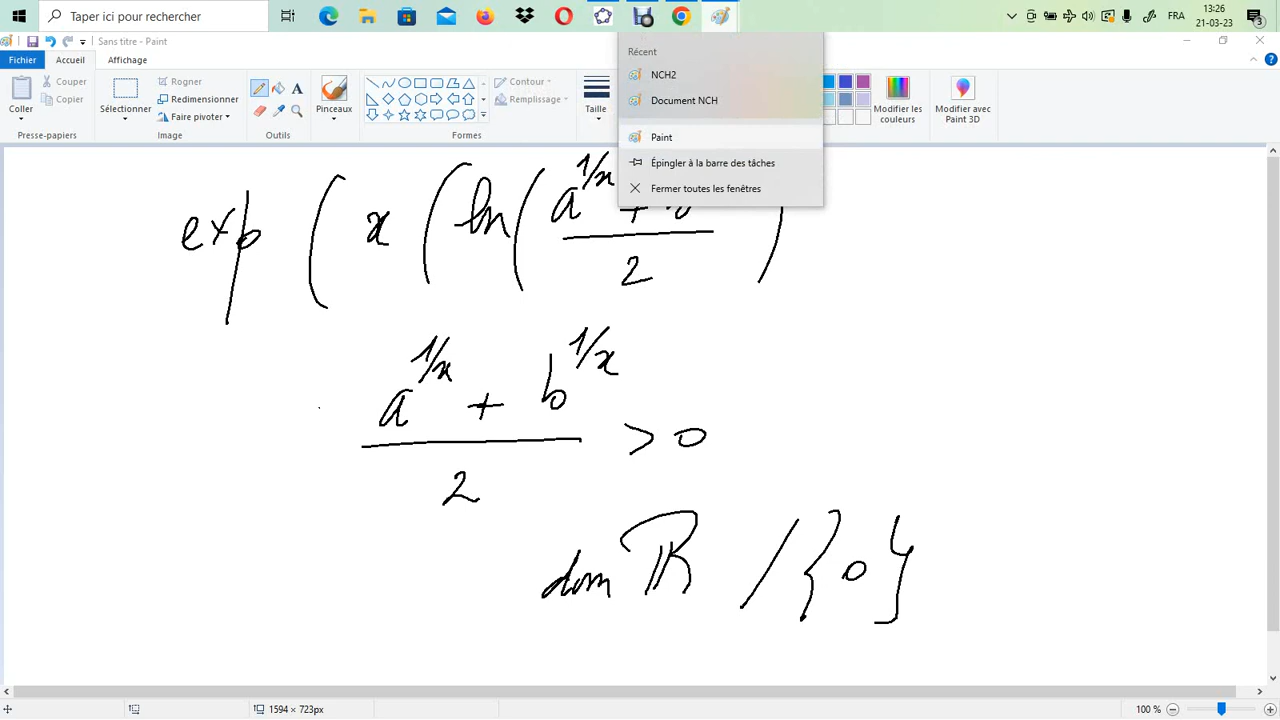 Taper ici pour rechercher
FRA
13:26
21-03-23
3
Sans titre - Paint
Fichier
Accueil
Affichage
Coller
Couper
Copier
Presse-papiers
Sélectionner
Rogner
Redimensionner
Faire pivoter
Image
A
Outils
Pinceaux
Contour
Remplissage
Formes
Taille
Modifier les
couleurs
Modifier avec
Paint 3D
Récent
NCH2
Document NCH
Paint
Épingler à la barre des tâches
Fermer toutes les fenêtres
exp ( x ( ln ( a^1/x + b
2 )
a^1/x + b^1/x
2 > 0
dom ℝ / { 0 }
1594 × 723px
100 %